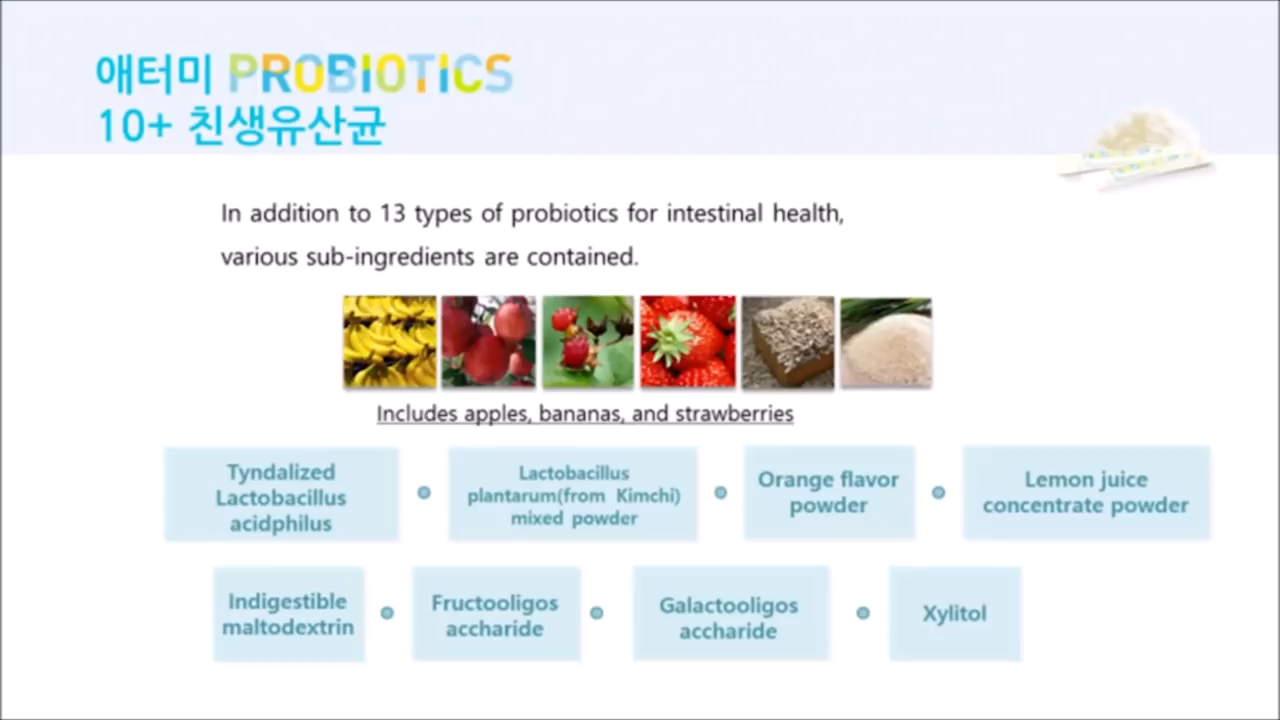 애터미 PROBIOTICS
10+ 친생유산균
In addition to 13 types of probiotics for intestinal health,
various sub-ingredients are contained.
Includes apples, bananas, and strawberries
Tyndalized
Lactobacillus
acidphilus
Lactobacillus
plantarum(from Kimchi)
mixed powder
Orange flavor
powder
Lemon juice
concentrate powder
Indigestible
maltodextrin
Fructooligos
accharide
Galactooligos
accharide
Xylitol